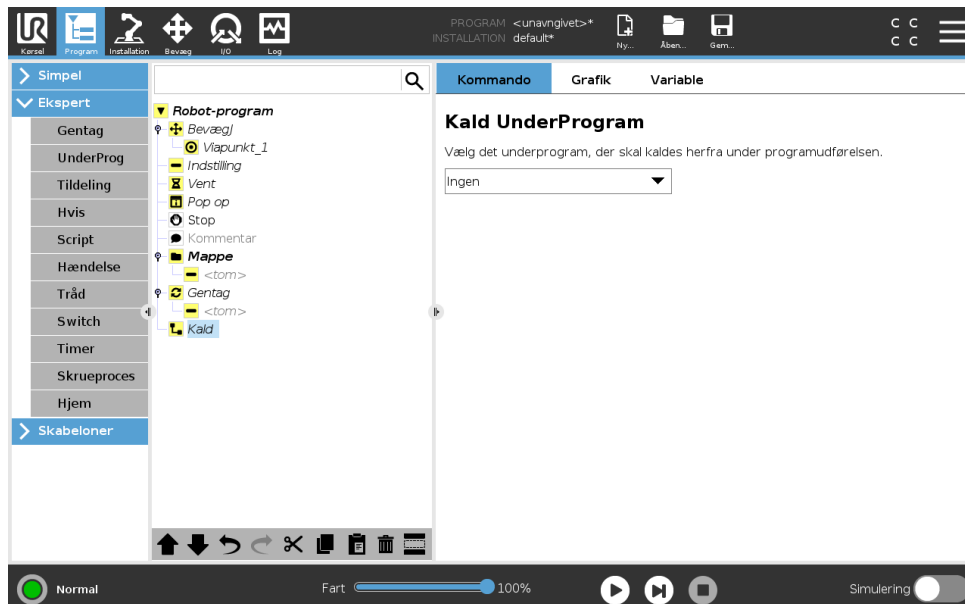 PROGRAM <unavngivet>*
INSTALLATION default*
Kørsel Program Installation Bevæg I/O Log Ny... Åben... Gem...
C C
C C
Simpel
Ekspert
Gentag
UnderProg
Tildeling
Hvis
Script
Hændelse
Tråd
Switch
Timer
Skrueproces
Hjem
Skabeloner
Robot-program
BevægJ
Viapunkt_1
Indstilling
Vent
Pop op
Stop
Kommentar
Mappe
<tom>
Gentag
<tom>
Kald
Kommando Grafik Variable
Kald UnderProgram
Vælg det underprogram, der skal kaldes herfra under programudførelsen.
Ingen
Normal Fart 100% Simulering